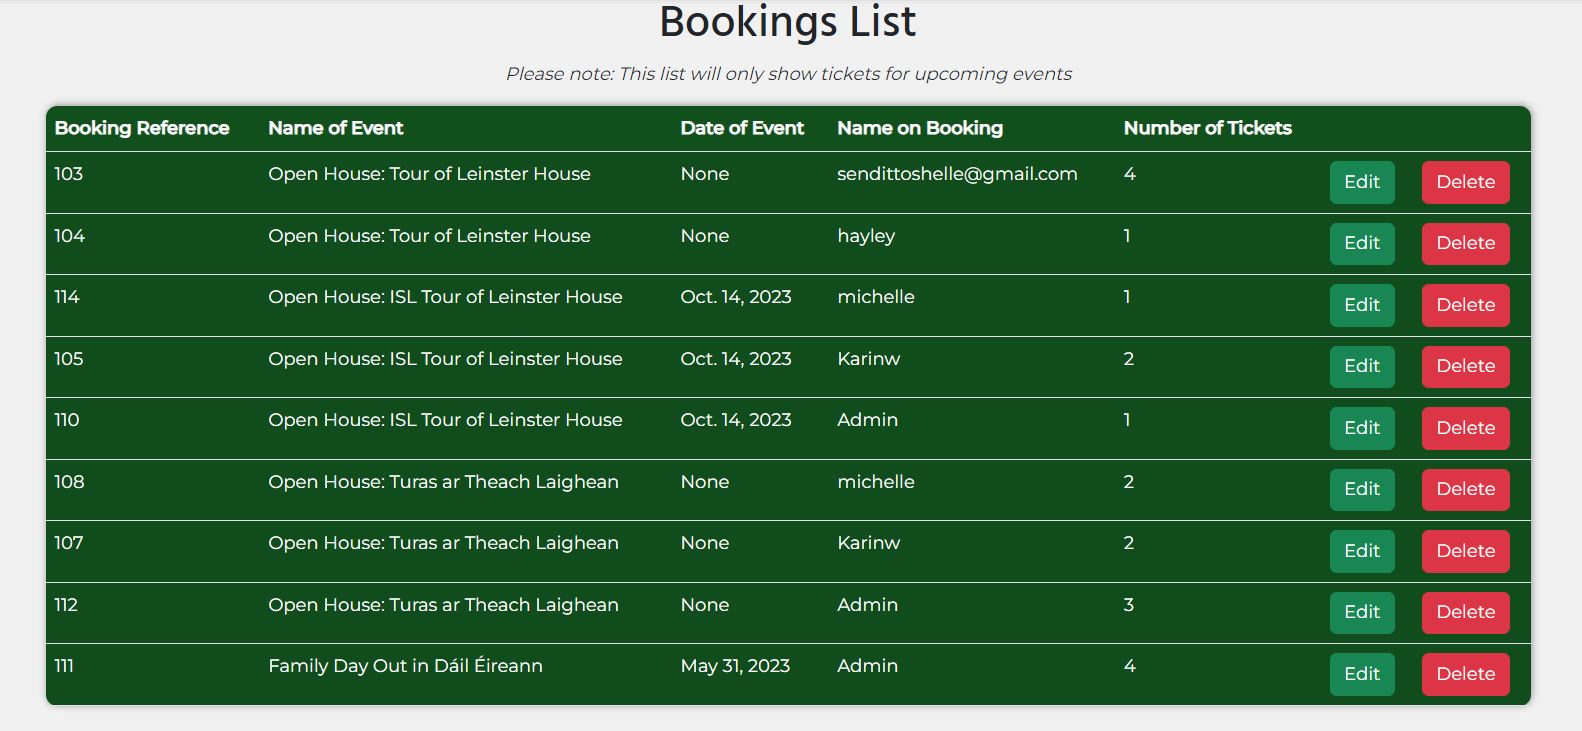 Bookings List
Please note: This list will only show tickets for upcoming events
Booking Reference Name of Event Date of Event Name on Booking Number of Tickets
103 Open House: Tour of Leinster House None sendittoshelle@gmail.com 4 Edit Delete
104 Open House: Tour of Leinster House None hayley 1 Edit Delete
114 Open House: ISL Tour of Leinster House Oct. 14, 2023 michelle 1 Edit Delete
105 Open House: ISL Tour of Leinster House Oct. 14, 2023 Karinw 2 Edit Delete
110 Open House: ISL Tour of Leinster House Oct. 14, 2023 Admin 1 Edit Delete
108 Open House: Turas ar Theach Laighean None michelle 2 Edit Delete
107 Open House: Turas ar Theach Laighean None Karinw 2 Edit Delete
112 Open House: Turas ar Theach Laighean None Admin 3 Edit Delete
111 Family Day Out in Dáil Éireann May 31, 2023 Admin 4 Edit Delete